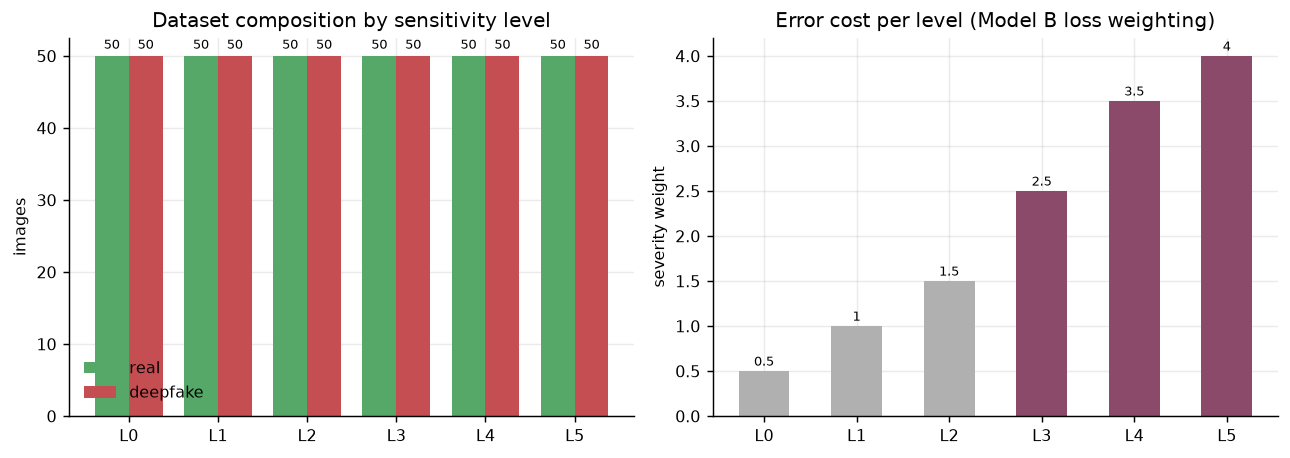 Dataset composition by sensitivity level
50 50 50 50 50 50 50 50 50 50 50 50
50
40
30
20
10
0
images
real
deepfake
L0 L1 L2 L3 L4 L5
Error cost per level (Model B loss weighting)
4.0
3.5
3.0
2.5
2.0
1.5
1.0
0.5
0.0
severity weight
0.5
1
1.5
2.5
3.5
4
L0 L1 L2 L3 L4 L5